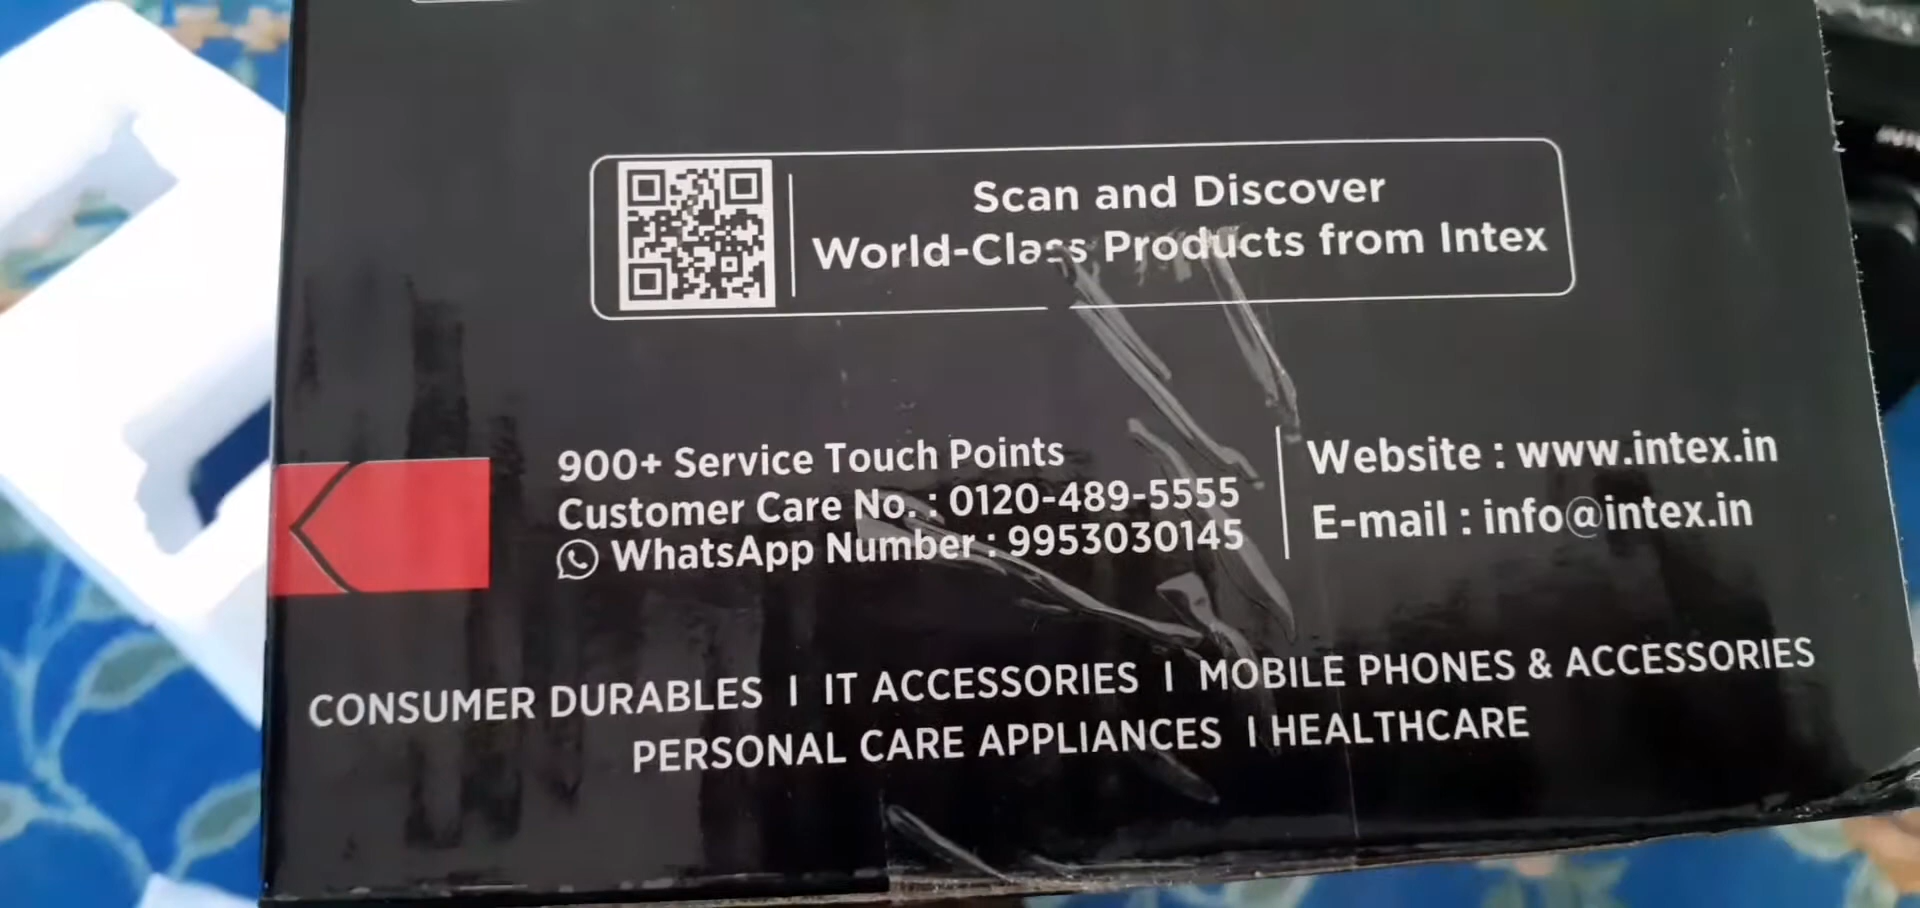 Scan and Discover
World-Class Products from Intex
900+ Service Touch Points
Customer Care No. : 0120-489-5555
WhatsApp Number : 9953030145
Website : www.intex.in
E-mail : info@intex.in
CONSUMER DURABLES I IT ACCESSORIES I MOBILE PHONES & ACCESSORIES
PERSONAL CARE APPLIANCES I HEALTHCARE